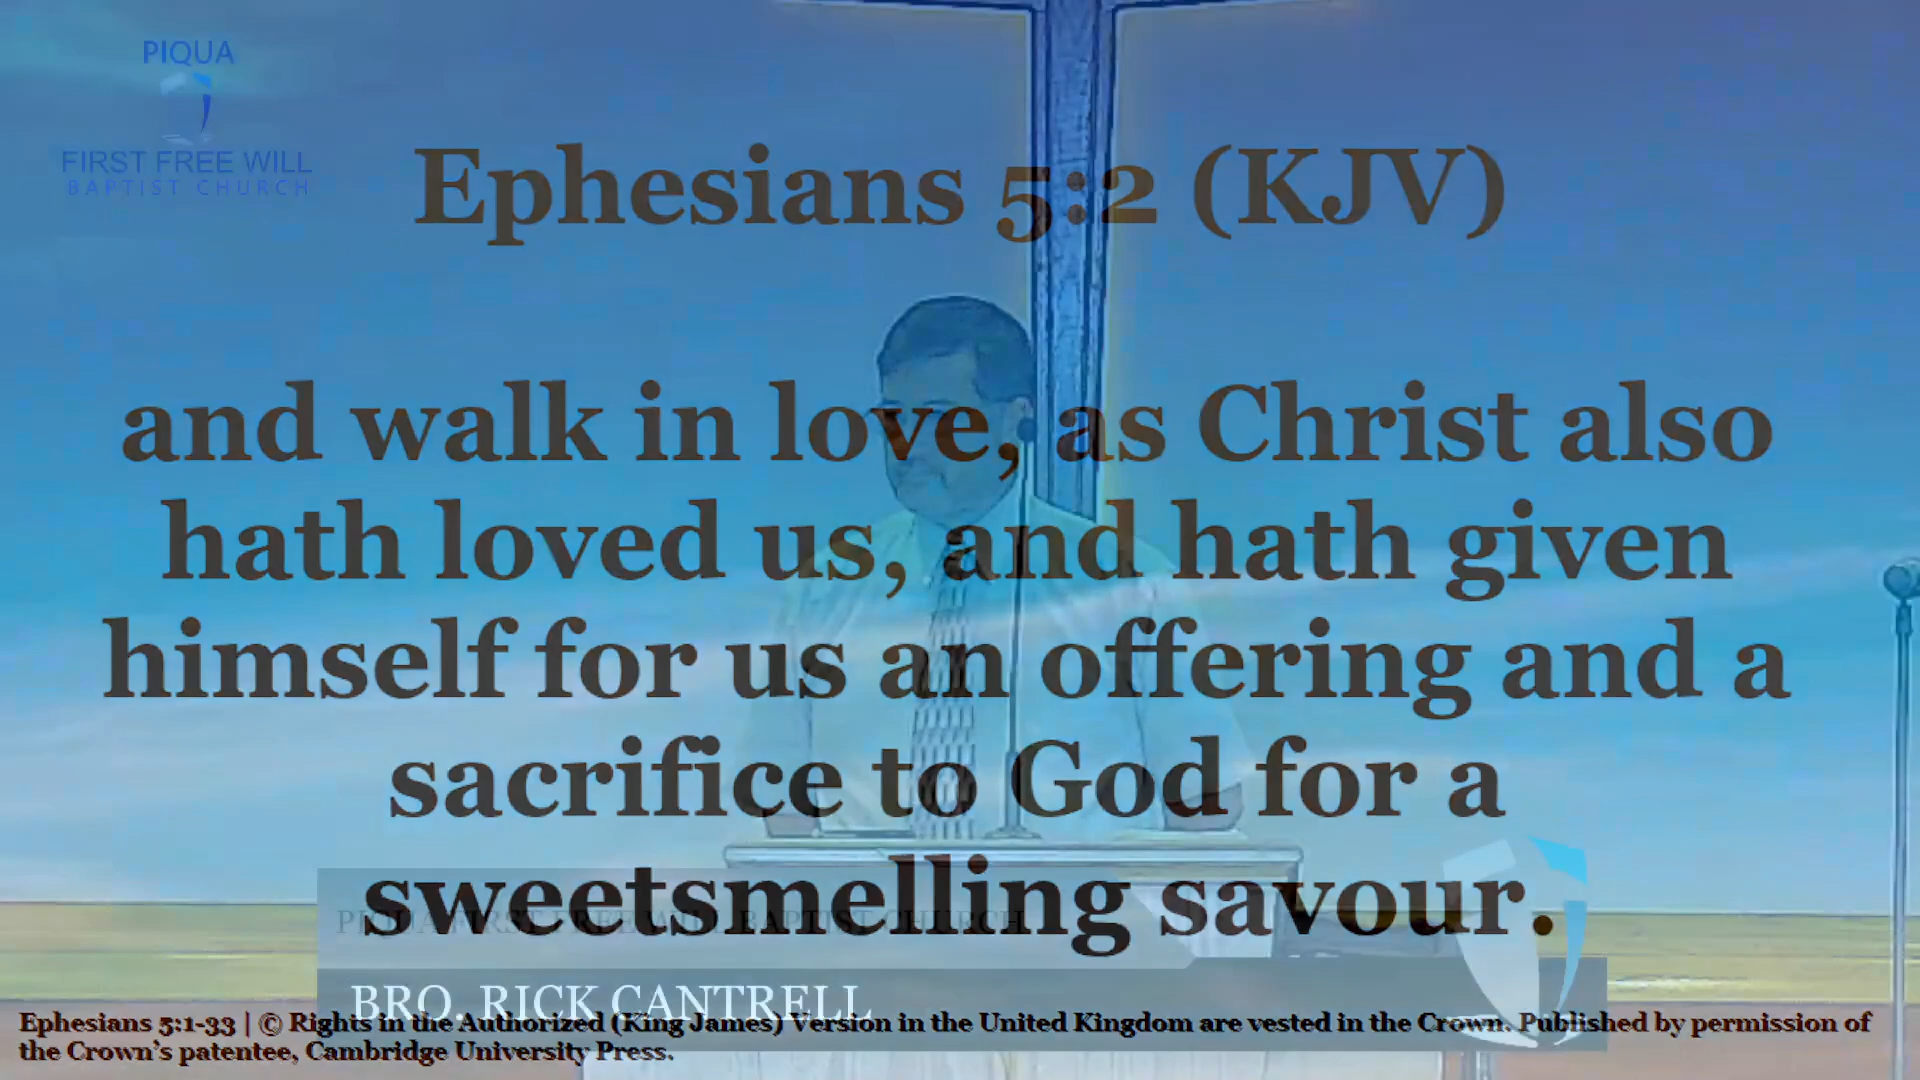 PIQUA
FIRST FREE WILL
BAPTIST CHURCH
Ephesians 5:2 (KJV)
and walk in love, as Christ also
hath loved us, and hath given
himself for us an offering and a
sacrifice to God for a
sweetsmelling savour.
PIQUA FIRST FREE WILL BAPTIST CHURCH
BRO. RICK CANTRELL
Ephesians 5:1-33 | © Rights in the Authorized (King James) Version in the United Kingdom are vested in the Crown. Published by permission of
the Crown’s patentee, Cambridge University Press.